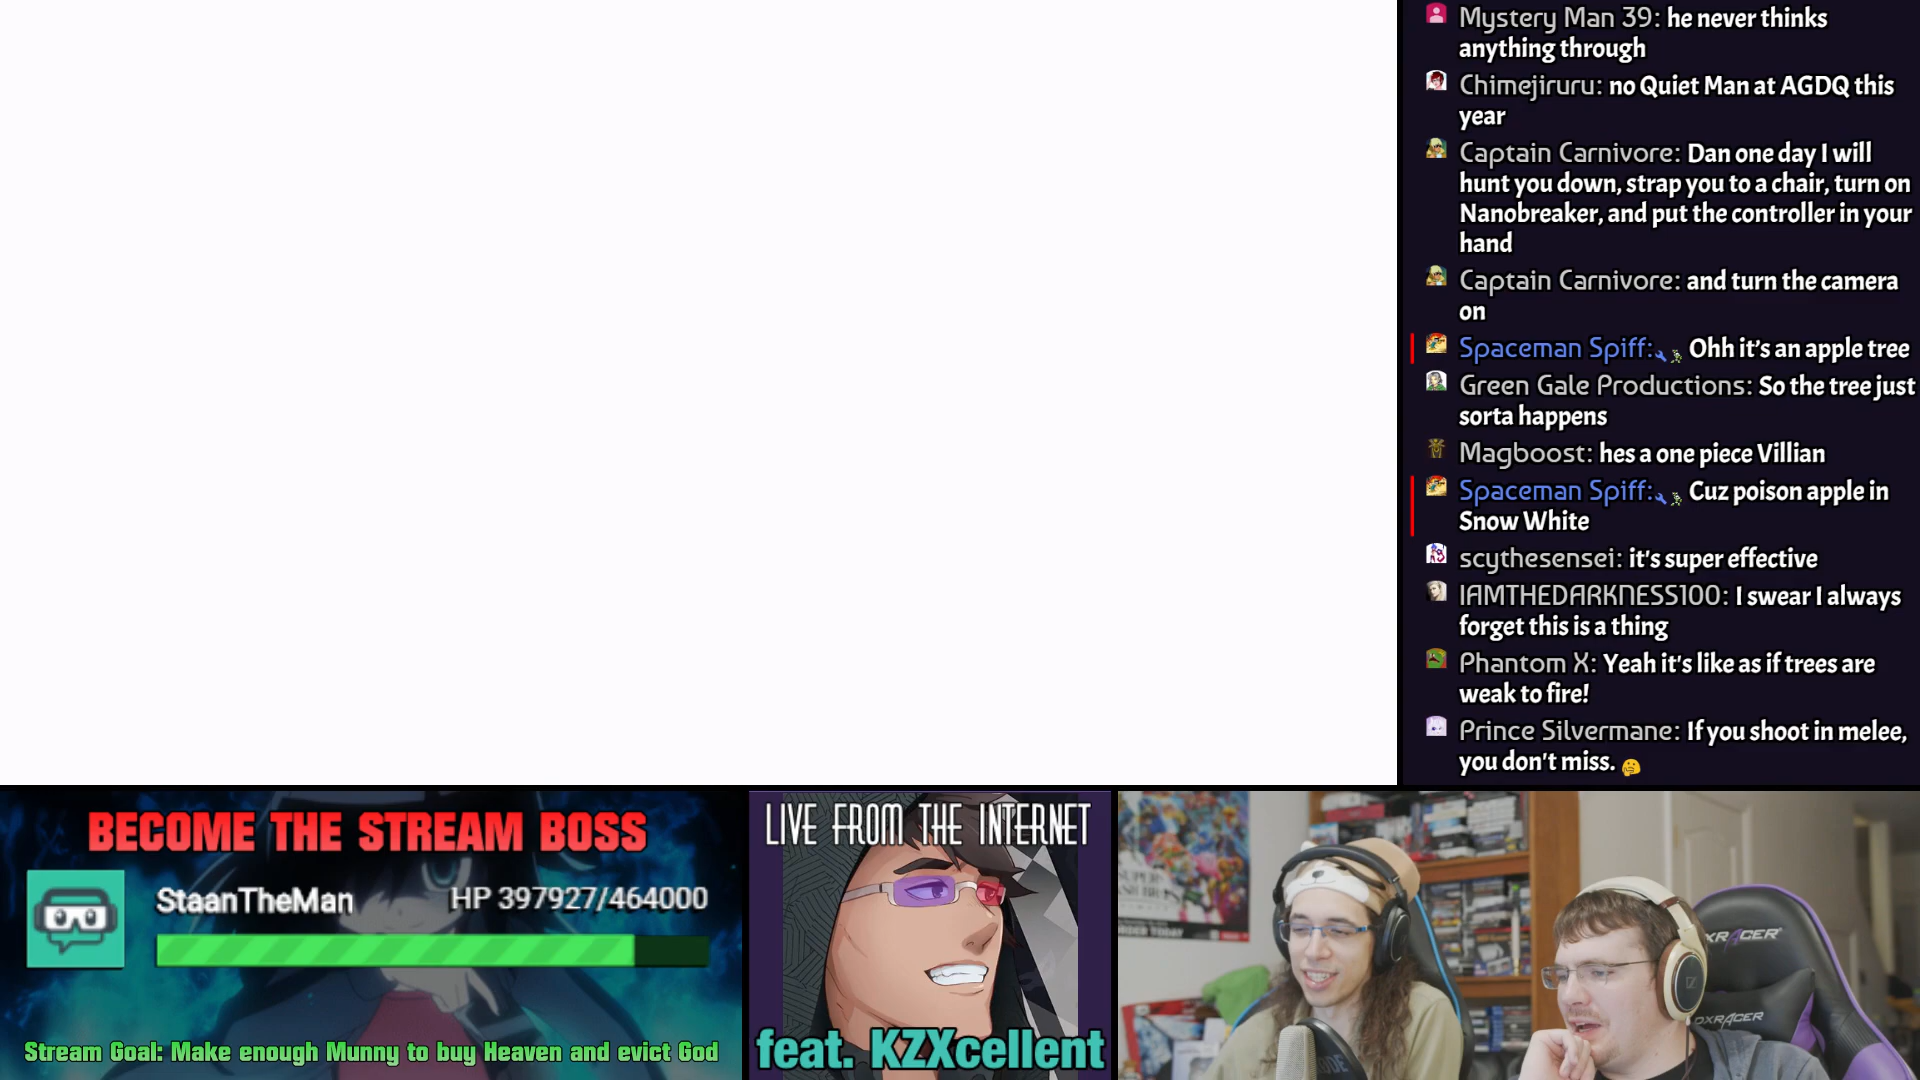 Mystery Man 39: he never thinks
anything through
Chimejiruru: no Quiet Man at AGDQ this
year
Captain Carnivore: Dan one day I will
hunt you down, strap you to a chair, turn on
Nanobreaker, and put the controller in your
hand
Captain Carnivore: and turn the camera
on
Spaceman Spiff: Ohh it's an apple tree
Green Gale Productions: So the tree just
sorta happens
Magboost: hes a one piece Villian
Spaceman Spiff: Cuz poison apple in
Snow White
scythesensei: it's super effective
IAMTHEDARKNESS100: I swear I always
forget this is a thing
Phantom X: Yeah it's like as if trees are
weak to fire!
Prince Silvermane: If you shoot in melee,
you don't miss. 🤔
BECOME THE STREAM BOSS
StaanTheMan HP 397927/464000
Stream Goal: Make enough Munny to buy Heaven and evict God
LIVE FROM THE INTERNET
feat. KZXcellent
DXRACER
DXRACER